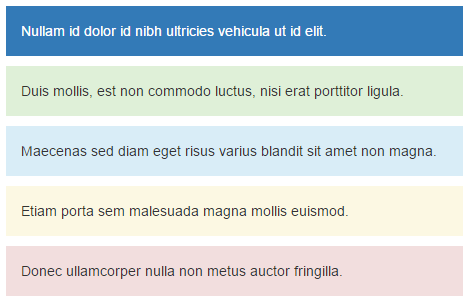 Nullam id dolor id nibh ultricies vehicula ut id elit.
Duis mollis, est non commodo luctus, nisi erat porttitor ligula.
Maecenas sed diam eget risus varius blandit sit amet non magna.
Etiam porta sem malesuada magna mollis euismod.
Donec ullamcorper nulla non metus auctor fringilla.